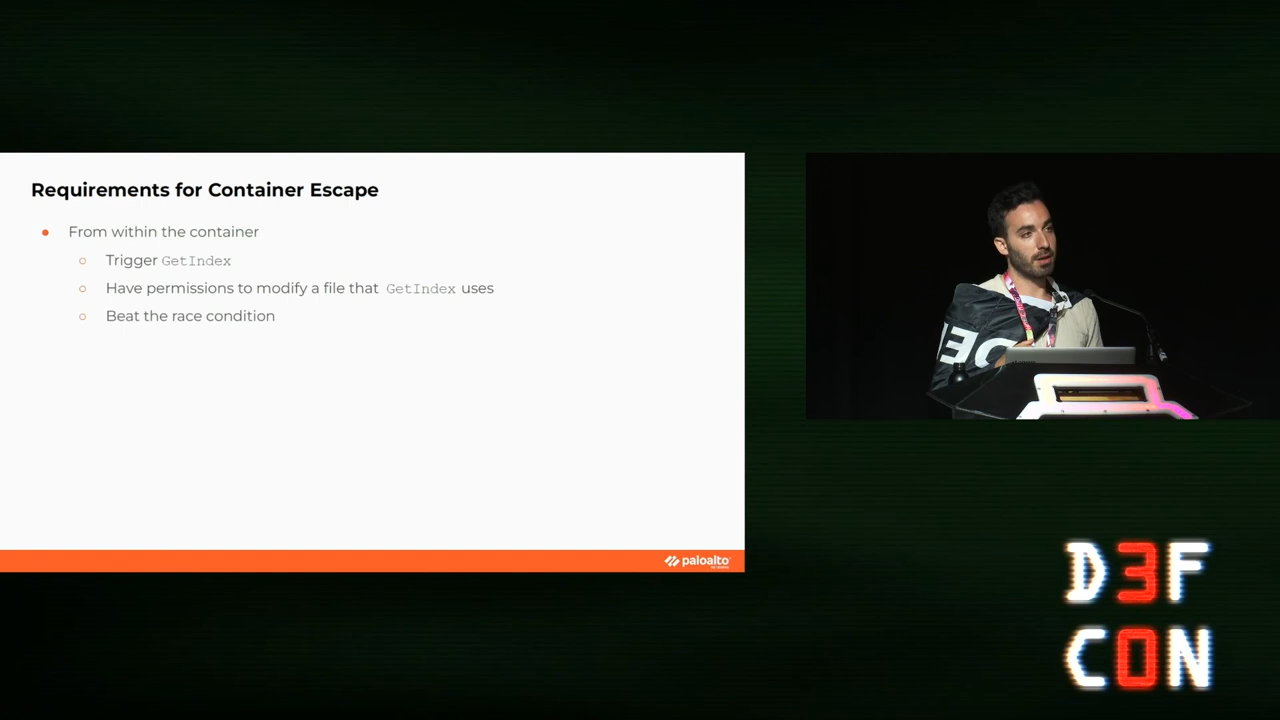 Requirements for Container Escape
From within the container
Trigger GetIndex
Have permissions to modify a file that GetIndex uses
Beat the race condition
paloalto
D3F
C0N